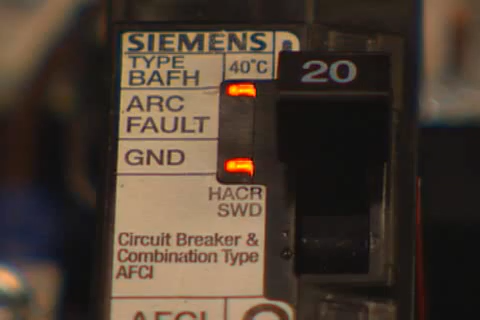 SIEMENS
TYPE
BAFH
40°C
20
ARC
FAULT
GND
HACR
SWD
Circuit Breaker &
Combination Type
AFCI
AFCI